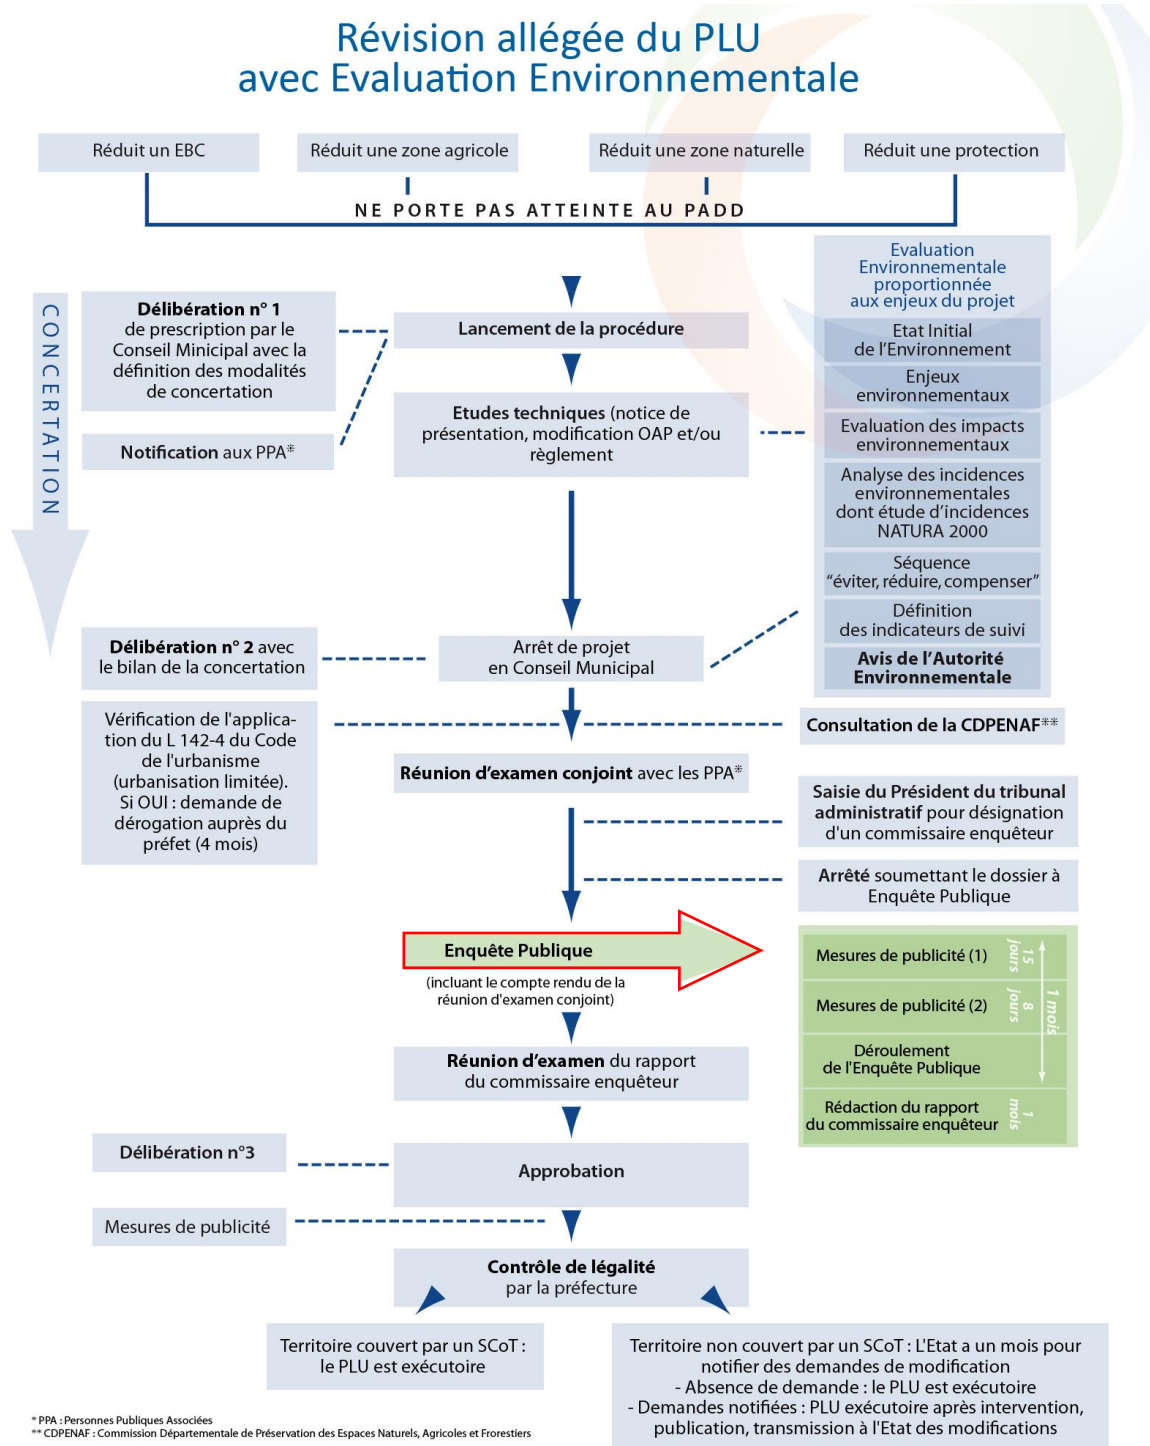 Révision allégée du PLU
avec Evaluation Environnementale
Réduit un EBC
Réduit une zone agricole
Réduit une zone naturelle
Réduit une protection
NE PORTE PAS ATTEINTE AU PADD
CONCERTATION
Délibération n° 1
de prescription par le
Conseil Minicipal avec la
définition des modalités
de concertation
Notification aux PPA*
Lancement de la procédure
Etudes techniques (notice de
présentation, modification OAP et/ou
règlement
Evaluation
Environnementale
proportionnée
aux enjeux du projet
Etat Initial
de l'Environnement
Enjeux
environnementaux
Evaluation des impacts
environnementaux
Analyse des incidences
environnementales
dont étude d'incidences
NATURA 2000
Séquence
“éviter, réduire, compenser”
Définition
des indicateurs de suivi
Avis de l'Autorité
Environnementale
Délibération n° 2 avec
le bilan de la concertation
Arrêt de projet
en Conseil Municipal
Vérification de l'applica-
tion du L 142-4 du Code
de l'urbanisme
(urbanisation limitée).
Si OUI : demande de
dérogation auprès du
préfet (4 mois)
Consultation de la CDPENAF**
Réunion d'examen conjoint avec les PPA*
Saisie du Président du tribunal
administratif pour désignation
d'un commissaire enquêteur
Arrêté soumettant le dossier à
Enquête Publique
Enquête Publique
(incluant le compte rendu de la
réunion d'examen conjoint)
Mesures de publicité (1)
15
jours
Mesures de publicité (2)
8
jours
1 mois
Déroulement
de l'Enquête Publique
Rédaction du rapport
du commissaire enquêteur
1
mois
Réunion d'examen du rapport
du commissaire enquêteur
Délibération n°3
Approbation
Mesures de publicité
Contrôle de légalité
par la préfecture
Territoire couvert par un SCoT :
le PLU est exécutoire
Territoire non couvert par un SCoT : L'Etat a un mois pour
notifier des demandes de modification
- Absence de demande : le PLU est exécutoire
- Demandes notifiées : PLU exécutoire après intervention,
publication, transmission à l'Etat des modifications
* PPA : Personnes Publiques Associées
** CDPENAF : Commission Départementale de Préservation des Espaces Naturels, Agricoles et Frorestiers